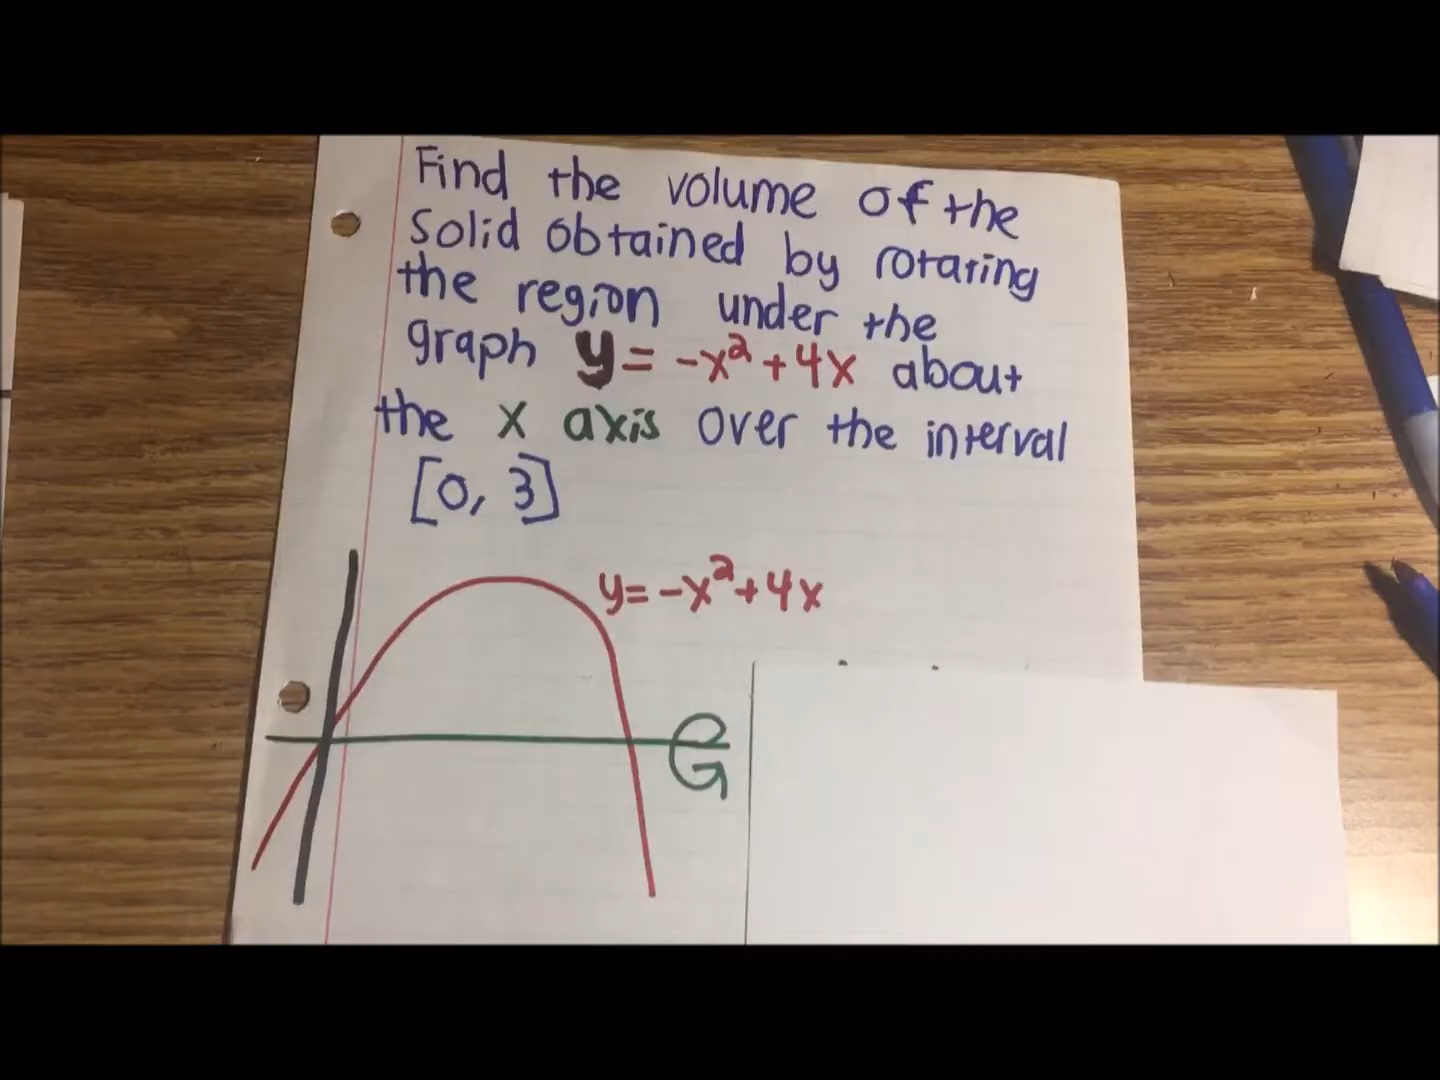 Find the volume of the
solid obtained by rotating
the region under the
graph y = -x² + 4x about
the x axis over the interval
[0, 3]
y = -x² + 4x